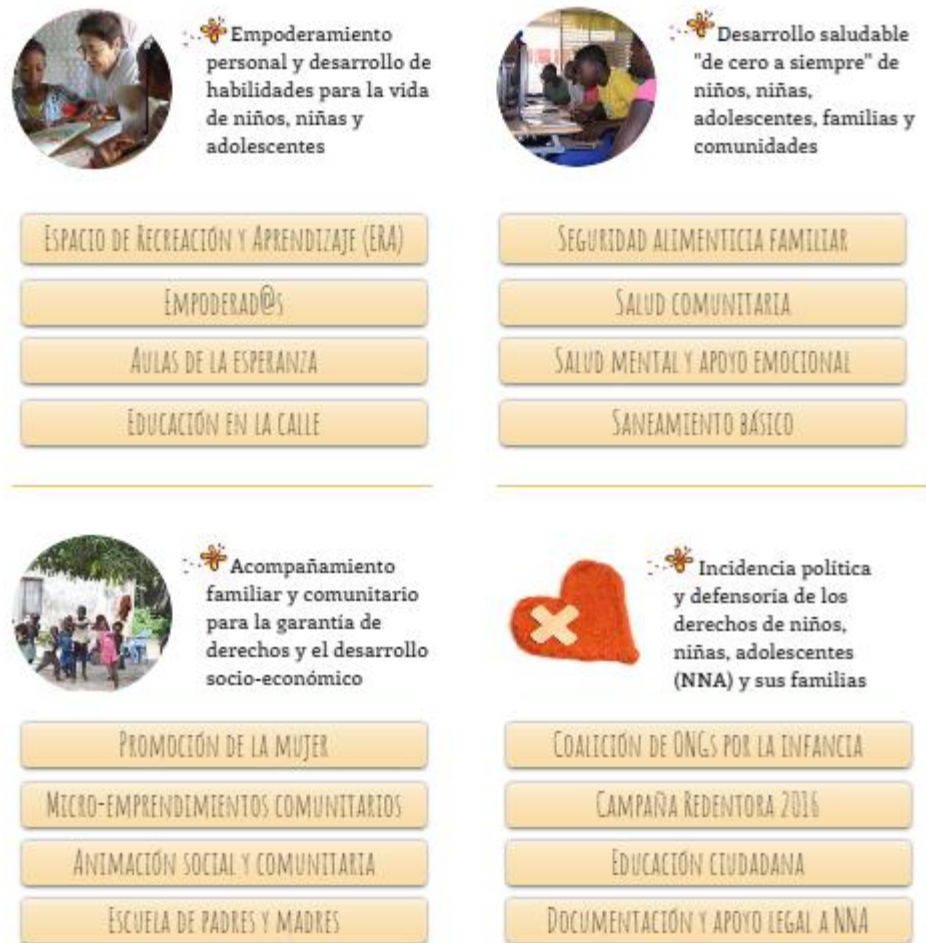 Empoderamiento
personal y desarrollo de
habilidades para la vida
de niños, niñas y
adolescentes
ESPACIO DE RECREACIÓN Y APRENDIZAJE (ERA)
EMPODERAD@S
AULAS DE LA ESPERANZA
EDUCACIÓN EN LA CALLE
Desarrollo saludable
"de cero a siempre" de
niños, niñas,
adolescentes, familias y
comunidades
SEGURIDAD ALIMENTICIA FAMILIAR
SALUD COMUNITARIA
SALUD MENTAL Y APOYO EMOCIONAL
SANEAMIENTO BÁSICO
Acompañamiento
familiar y comunitario
para la garantía de
derechos y el desarrollo
socio-económico
PROMOCIÓN DE LA MUJER
MICRO-EMPRENDIMIENTOS COMUNITARIOS
ANIMACIÓN SOCIAL Y COMUNITARIA
ESCUELA DE PADRES Y MADRES
Incidencia política
y defensoría de los
derechos de niños,
niñas, adolescentes
(NNA) y sus familias
COALICIÓN DE ONGS POR LA INFANCIA
CAMPAÑA REDENTORA 2016
EDUCACIÓN CIUDADANA
DOCUMENTACIÓN Y APOYO LEGAL A NNA